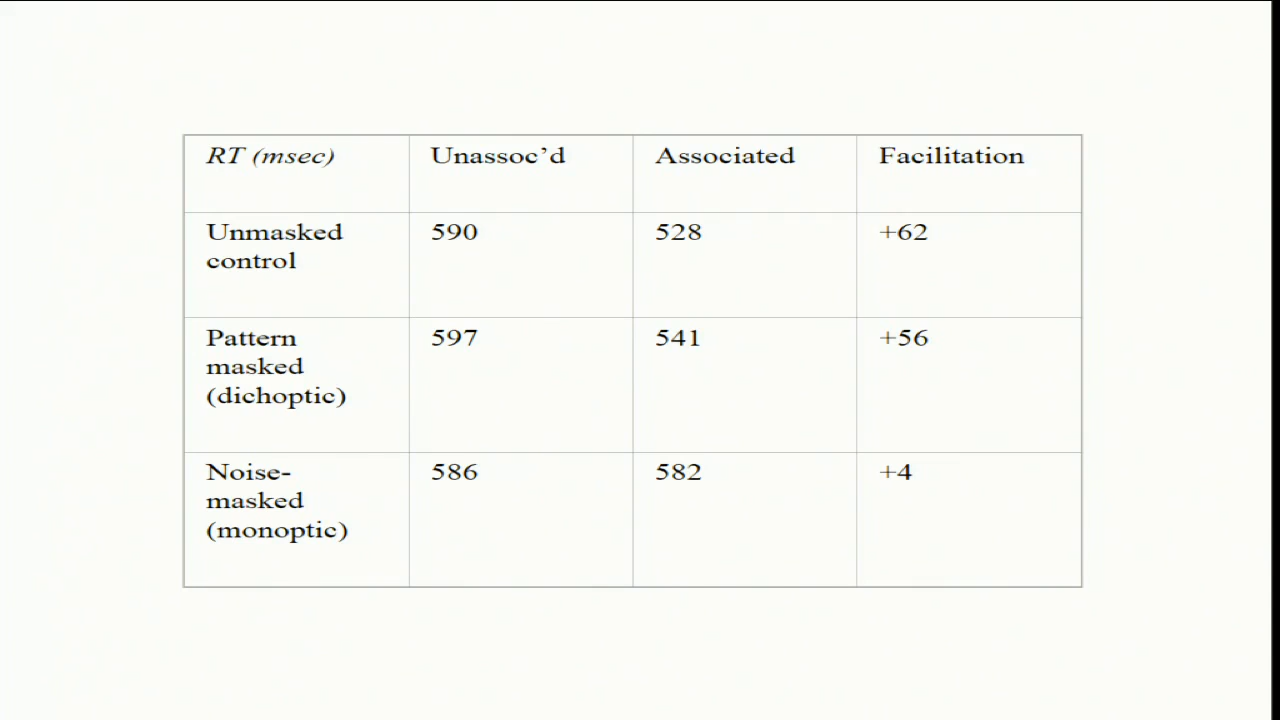 RT (msec) Unassoc’d Associated Facilitation
Unmasked 590 528 +62
control
Pattern 597 541 +56
masked
(dichoptic)
Noise- 586 582 +4
masked
(monoptic)